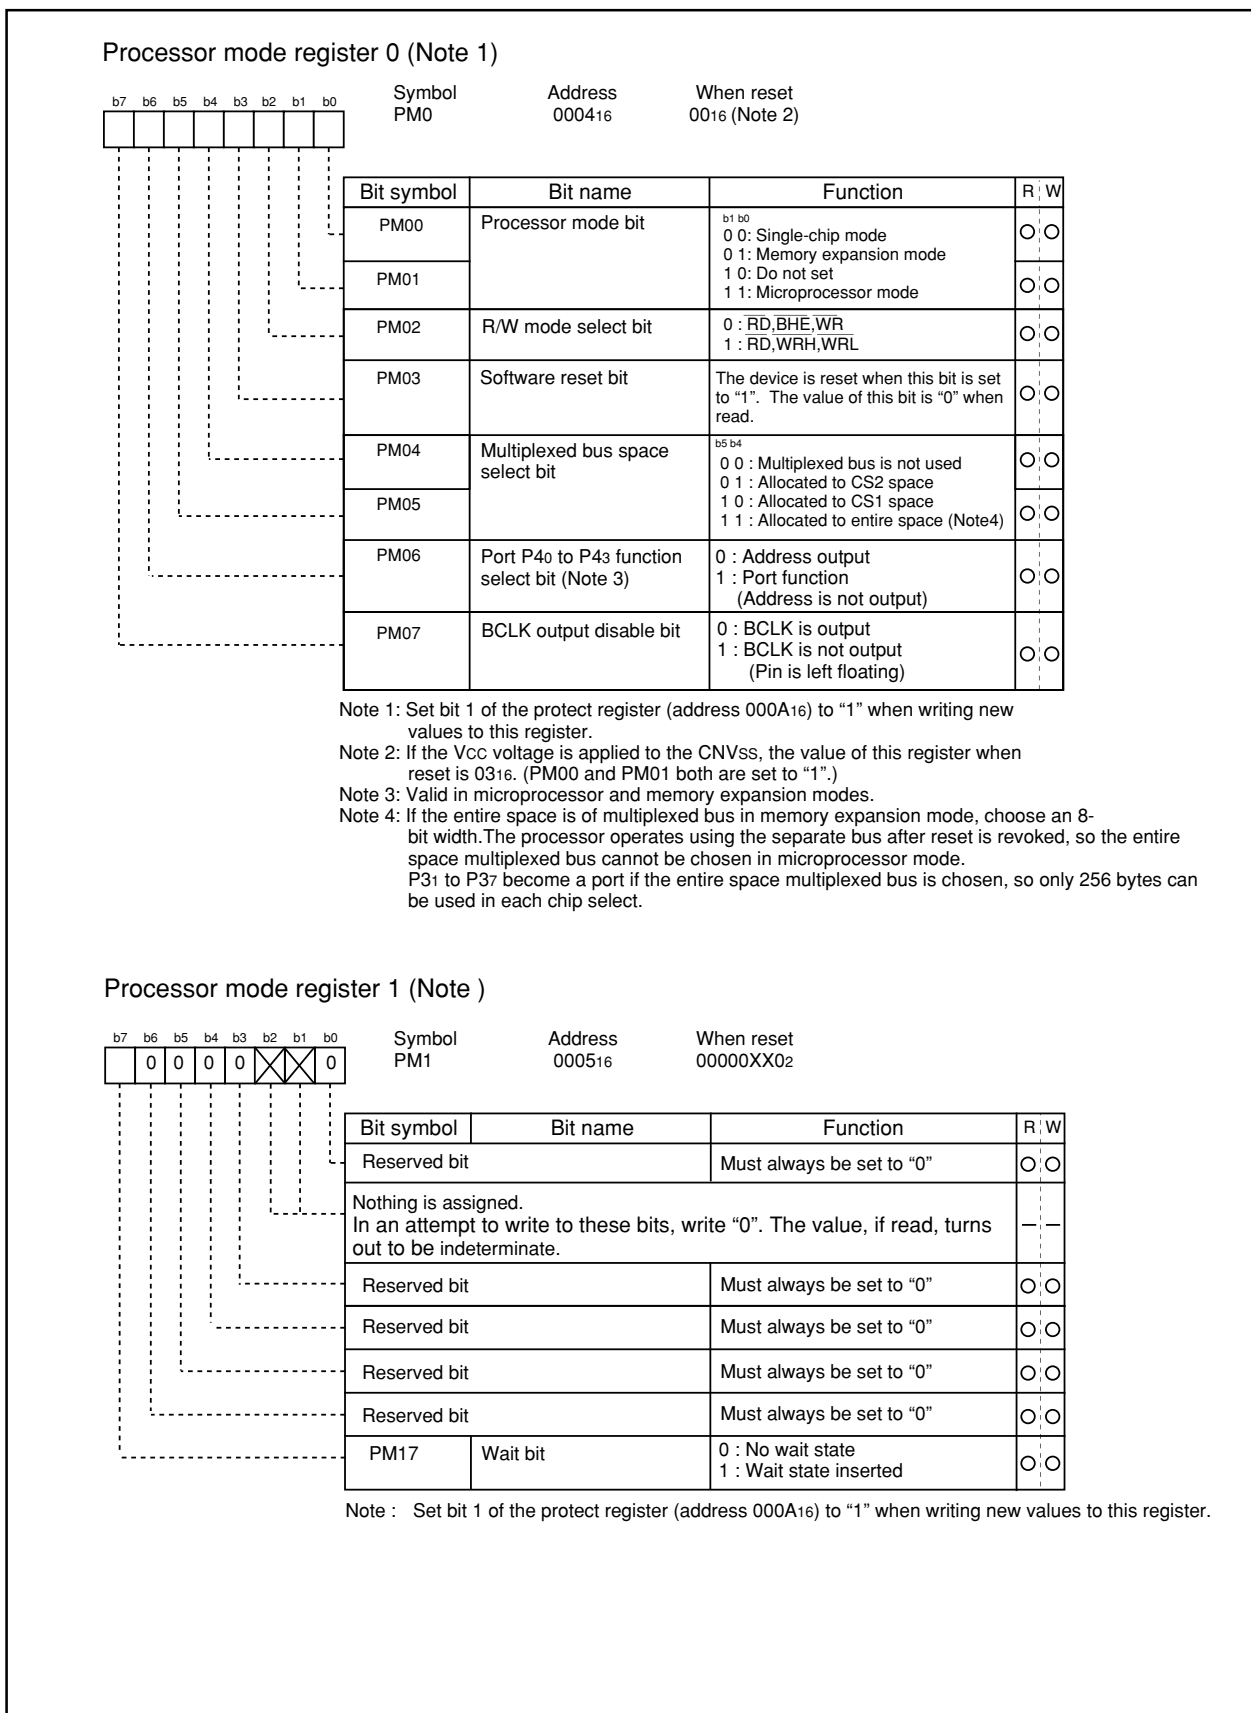 Processor mode register 0 (Note 1)
Symbol Address When reset
b7 b6 b5 b4 b3 b2 b1 b0
PM0 000416 0016 (Note 2)
Bit symbol Bit name Function R W
PM00 Processor mode bit
b1 b0
0 0: Single-chip mode
0 1: Memory expansion mode
PM01
1 0: Do not set
1 1: Microprocessor mode
PM02 R/W mode select bit
0 : RD,BHE,WR
1 : RD,WRH,WRL
PM03 Software reset bit
The device is reset when this bit is set
to “1”. The value of this bit is “0” when
read.
PM04 Multiplexed bus space
select bit
b5 b4
0 0 : Multiplexed bus is not used
0 1 : Allocated to CS2 space
PM05
1 0 : Allocated to CS1 space
1 1 : Allocated to entire space (Note4)
PM06 Port P40 to P43 function
select bit (Note 3)
0 : Address output
1 : Port function
(Address is not output)
PM07 BCLK output disable bit
0 : BCLK is output
1 : BCLK is not output
(Pin is left floating)
Note 1: Set bit 1 of the protect register (address 000A16) to “1” when writing new
values to this register.
Note 2: If the VCC voltage is applied to the CNVSS, the value of this register when
reset is 0316. (PM00 and PM01 both are set to “1”.)
Note 3: Valid in microprocessor and memory expansion modes.
Note 4: If the entire space is of multiplexed bus in memory expansion mode, choose an 8-
bit width.The processor operates using the separate bus after reset is revoked, so the entire
space multiplexed bus cannot be chosen in microprocessor mode.
P31 to P37 become a port if the entire space multiplexed bus is chosen, so only 256 bytes can
be used in each chip select.
Processor mode register 1 (Note )
Symbol Address When reset
b7 b6 b5 b4 b3 b2 b1 b0
0 0 0 0 0
PM1 000516 00000XX02
Bit symbol Bit name Function R W
Reserved bit Must always be set to “0”
Nothing is assigned.
In an attempt to write to these bits, write “0”. The value, if read, turns
out to be indeterminate.
Reserved bit Must always be set to “0”
Reserved bit Must always be set to “0”
Reserved bit Must always be set to “0”
Reserved bit Must always be set to “0”
PM17 Wait bit
0 : No wait state
1 : Wait state inserted
Note : Set bit 1 of the protect register (address 000A16) to “1” when writing new values to this register.